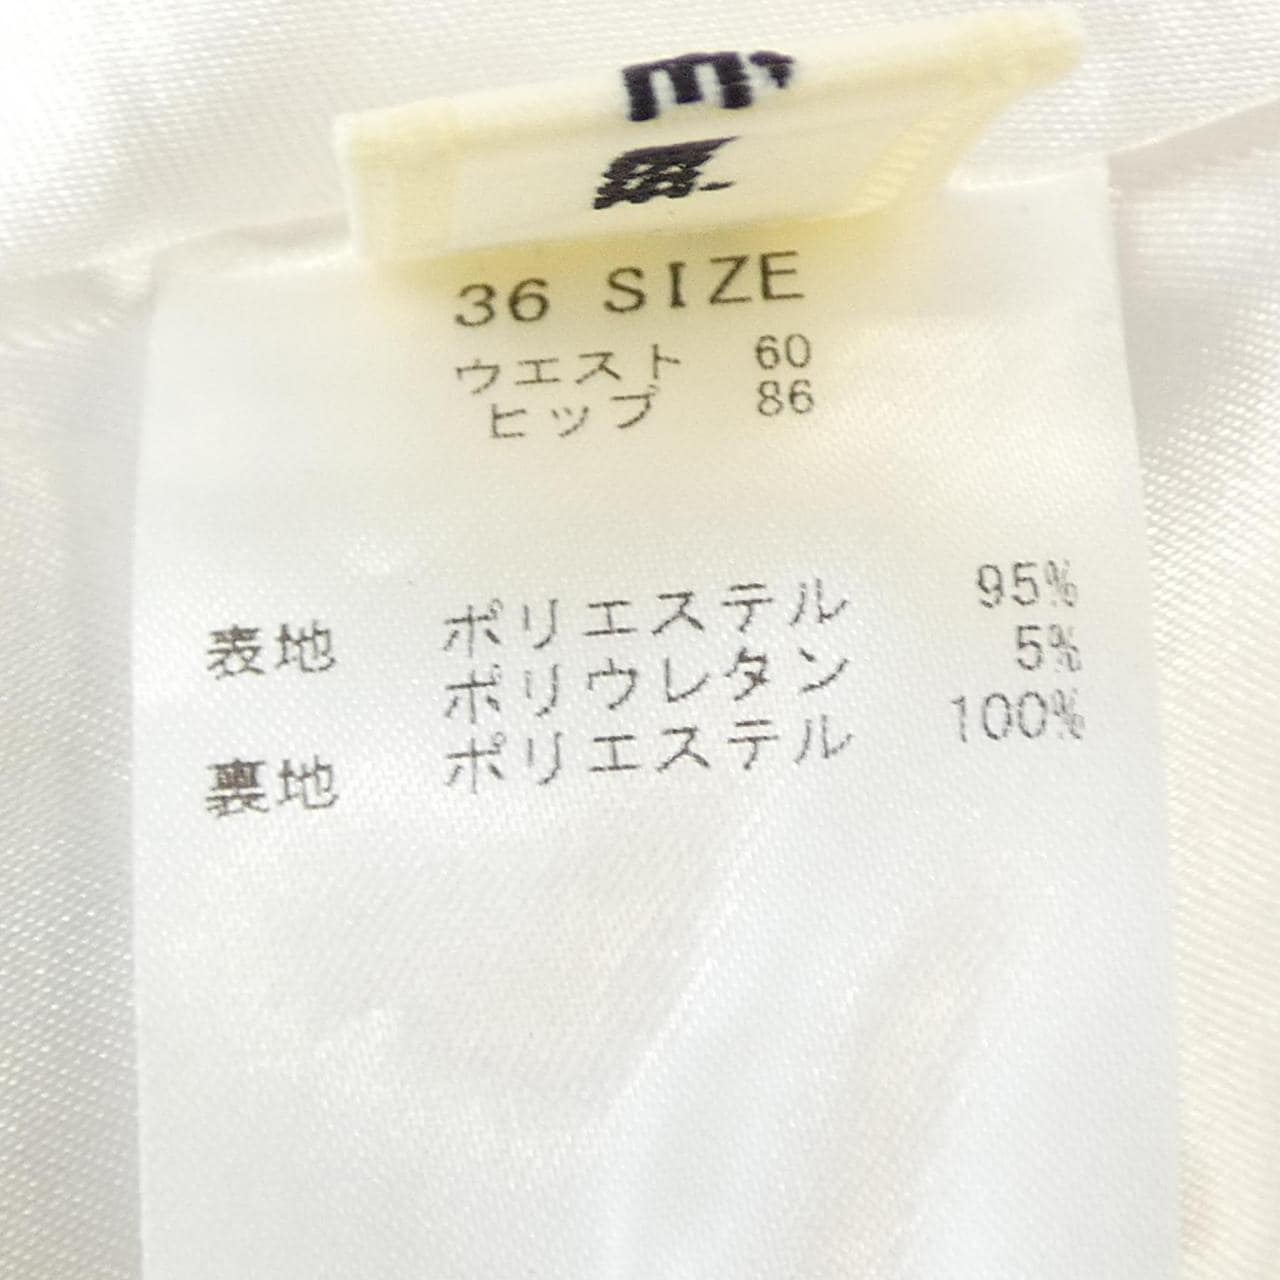 36 SIZE
ウエスト 60
ヒップ 86
表地 ポリエステル 95%
ポリウレタン 5%
裏地 ポリエステル 100%